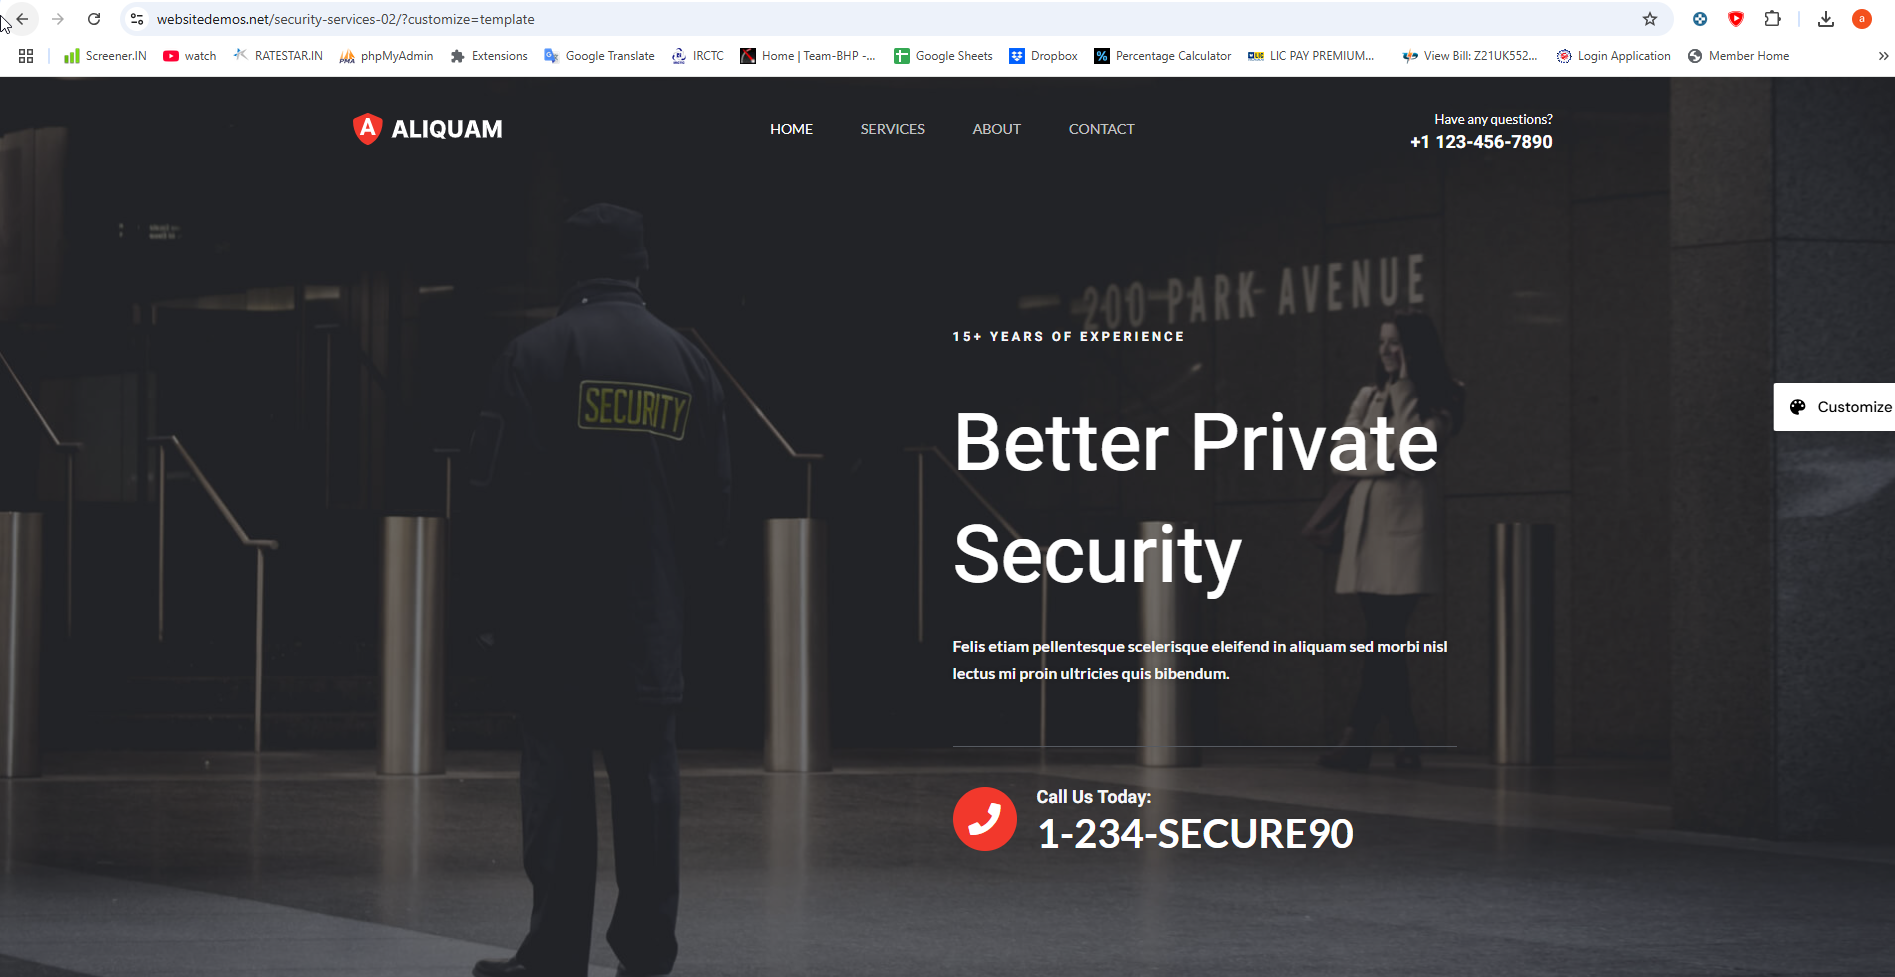 websitedemos.net/security-services-02/?customize=template
a
Screener.IN watch RATESTAR.IN phpMyAdmin Extensions Google Translate IRCTC Home | Team-BHP -... Google Sheets Dropbox Percentage Calculator LIC PAY PREMIUM... View Bill: Z21UK552... Login Application Member Home
A ALIQUAM HOME SERVICES ABOUT CONTACT Have any questions?
+1 123-456-7890
200 PARK AVENUE
15+ YEARS OF EXPERIENCE
SECURITY
Customize
Better Private
Security
Felis etiam pellentesque scelerisque eleifend in aliquam sed morbi nisl
lectus mi proin ultricies quis bibendum.
Call Us Today:
1-234-SECURE90